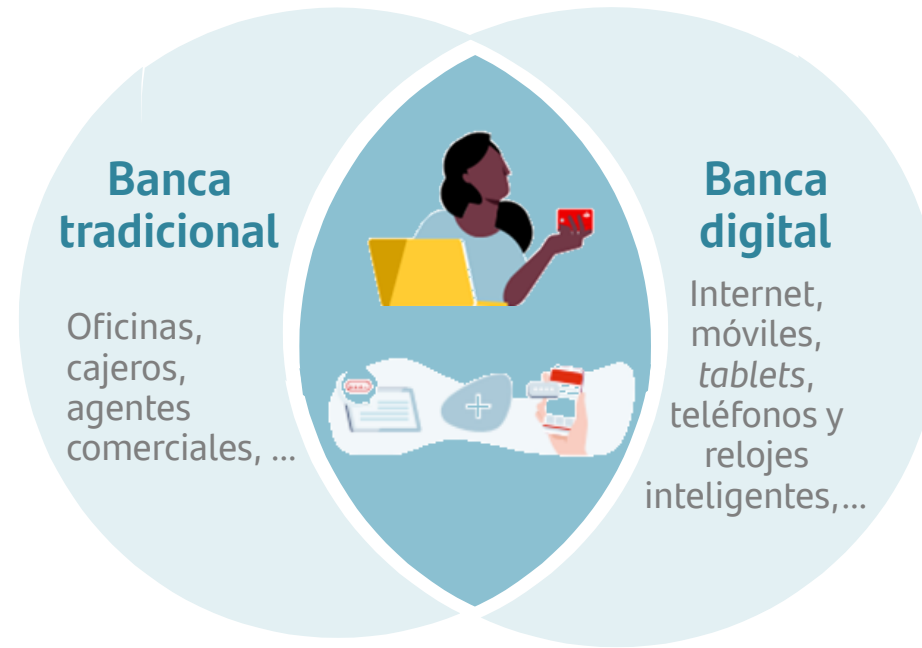 Banca
tradicional
Oficinas,
cajeros,
agentes
comerciales, ...
Banca
digital
Internet,
móviles,
tablets,
teléfonos y
relojes
inteligentes,...